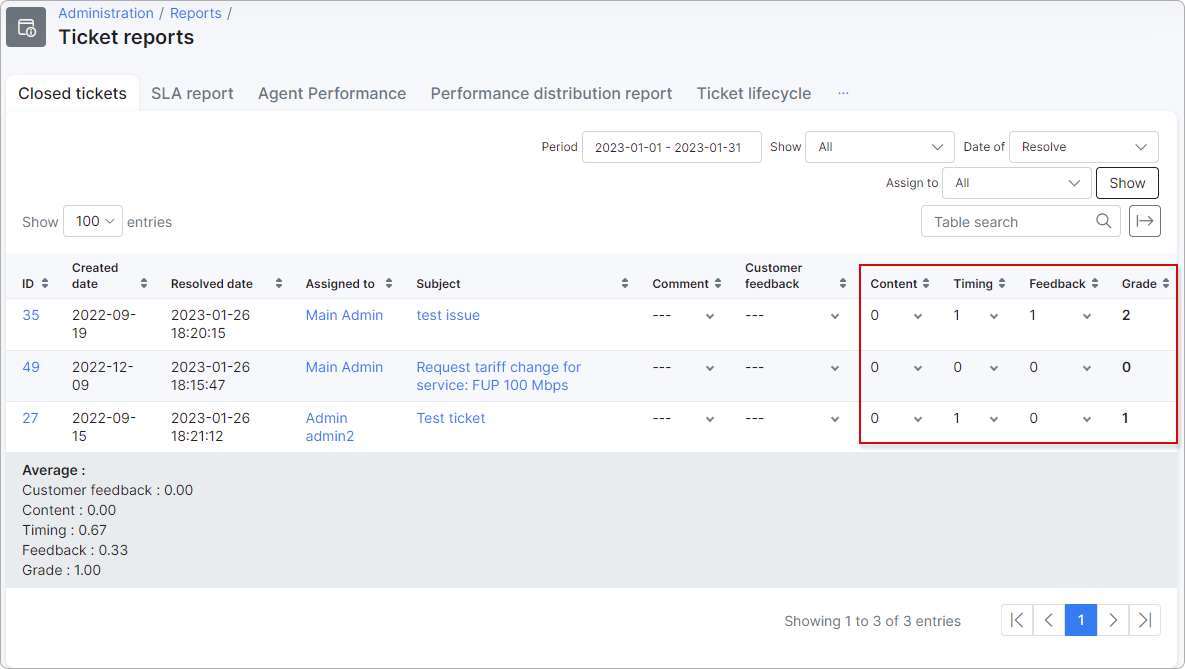 Administration / Reports /
Ticket reports
Closed tickets SLA report Agent Performance Performance distribution report Ticket lifecycle ...
Period 2023-01-01 - 2023-01-31 Show All Date of Resolve
Assign to All Show
Show 100 entries Table search
ID Created date Resolved date Assigned to Subject Comment Customer feedback Content Timing Feedback Grade
35 2022-09-19 2023-01-26 18:20:15 Main Admin test issue --- --- 0 1 1 2
49 2022-12-09 2023-01-26 18:15:47 Main Admin Request tariff change for service: FUP 100 Mbps --- --- 0 0 0 0
27 2022-09-15 2023-01-26 18:21:12 Admin admin2 Test ticket --- --- 0 1 0 1
Average :
Customer feedback : 0.00
Content : 0.00
Timing : 0.67
Feedback : 0.33
Grade : 1.00
Showing 1 to 3 of 3 entries 1